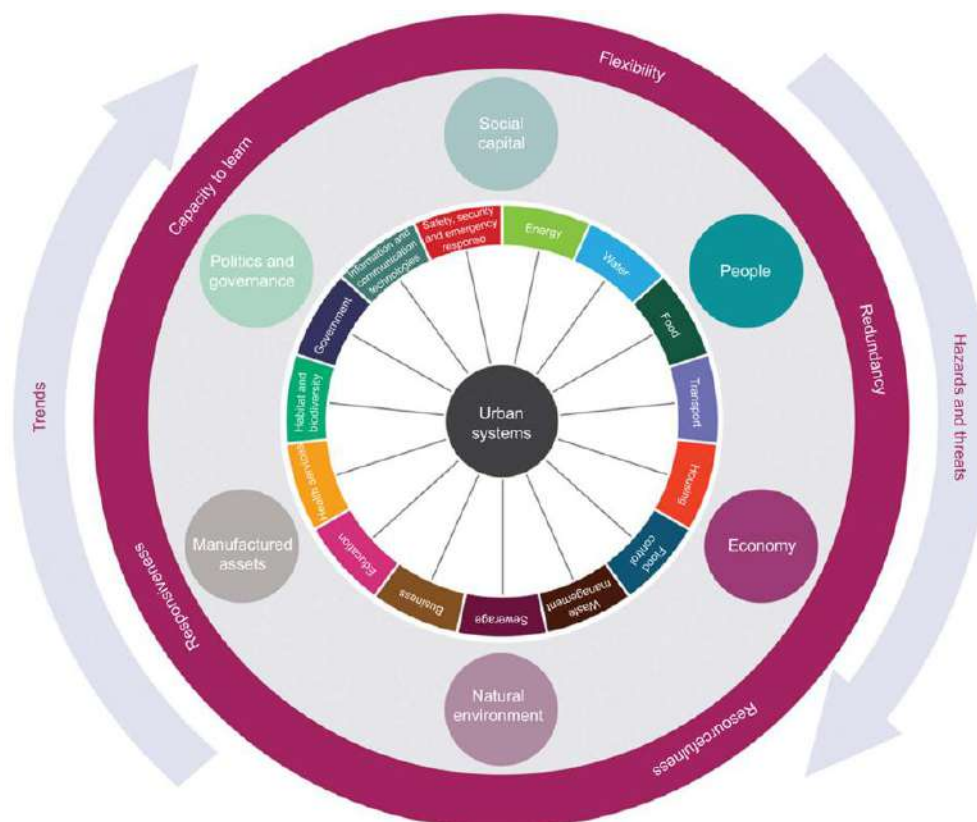 Flexibility
Redundancy
Resourcefulness
Responsiveness
Capacity to learn
Trends
Hazards and threats
Social
capital
People
Economy
Natural
environment
Manufactured
assets
Politics and
governance
Energy
Water
Food
Transport
Housing
Flood
control
Waste
management
Sewerage
Business
Education
Health services
Habitat and
biodiversity
Government
Information and
communication
technologies
Safety, security
and emergency
response
Urban
systems